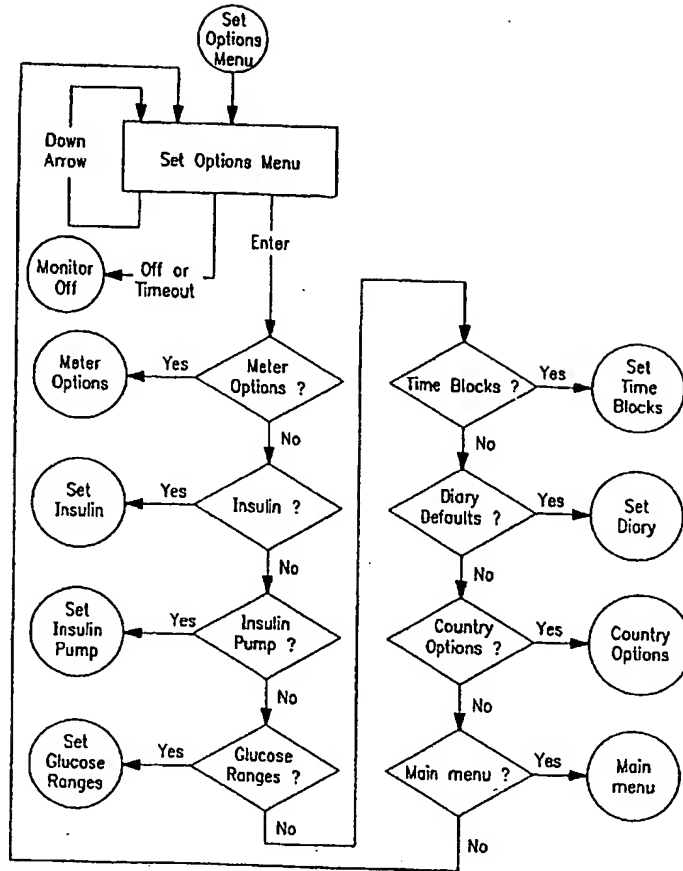 Set
Options
Menu
Down
Arrow
Set Options Menu
Enter
Monitor
Off
Off or
Timeout
Meter
Options
Yes
Meter
Options ?
No
Set
Insulin
Yes
Insulin ?
No
Set
Insulin
Pump
Yes
Insulin
Pump ?
No
Set
Glucose
Ranges
Yes
Glucose
Ranges ?
No
Time Blocks ?
Yes
Set
Time
Blocks
No
Diary
Defaults ?
Yes
Set
Diary
No
Country
Options ?
Yes
Country
Options
No
Main menu ?
Yes
Main
menu
No